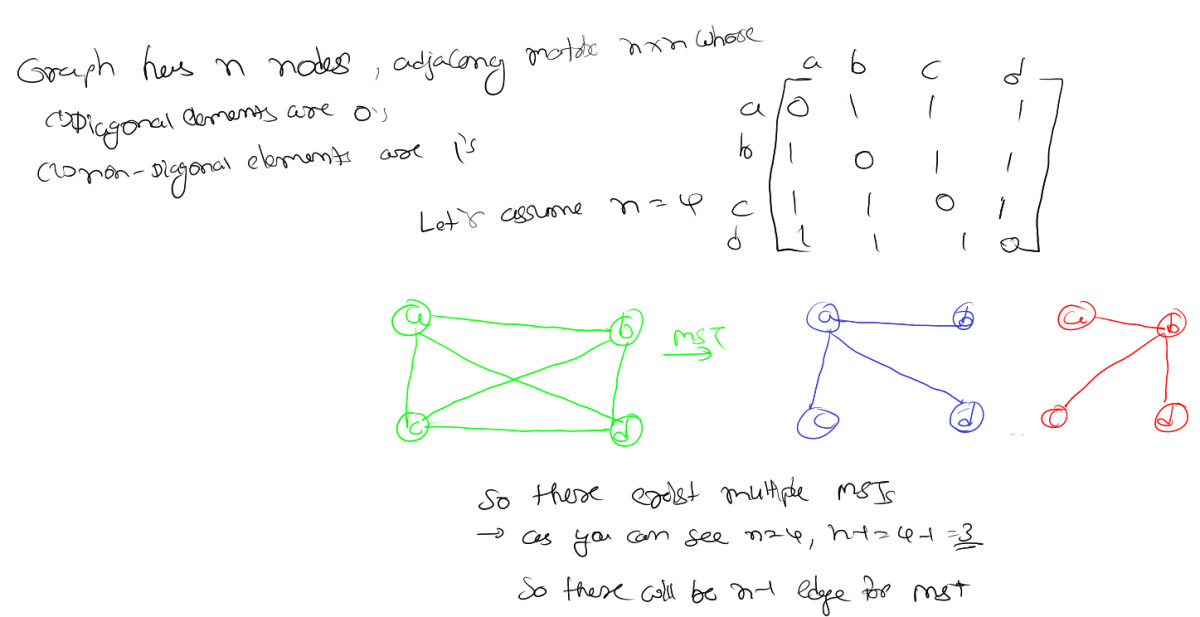 Graph has n nodes, adjacency matrix n×n whose
(1) Diagonal elements are 0's
(2) non-Diagonal elements are 1's
Let's assume n = 4
a b c d
a 0 1 1 1
b 1 0 1 1
c 1 1 0 1
d 1 1 1 0
a b MST a b a b
c d c d c d
So there exist multiple MSTs
→ as you can see n=4, n-1=4-1=3
So there will be n-1 edge for MST